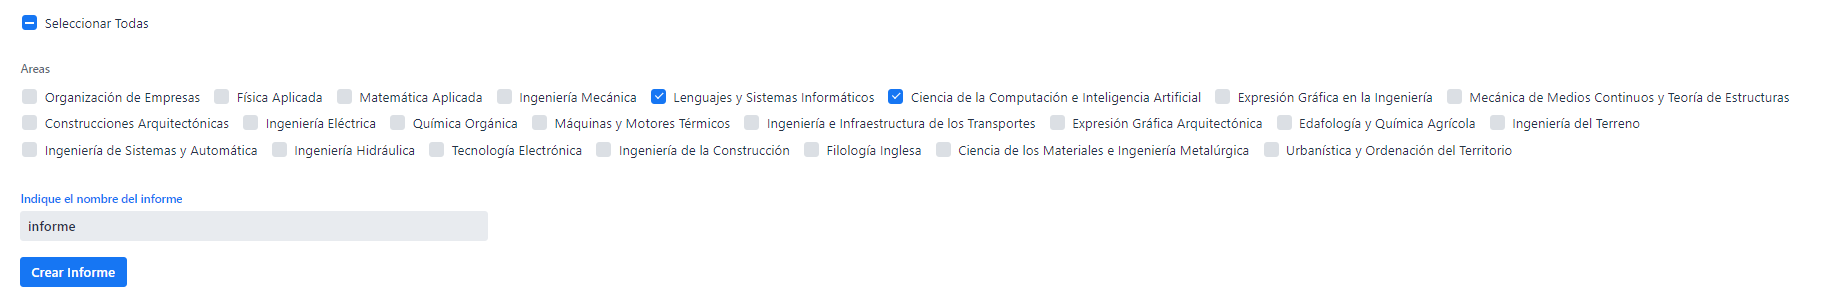 Seleccionar Todas
Areas
Organización de Empresas Física Aplicada Matemática Aplicada Ingeniería Mecánica Lenguajes y Sistemas Informáticos Ciencia de la Computación e Inteligencia Artificial Expresión Gráfica en la Ingeniería Mecánica de Medios Continuos y Teoría de Estructuras
Construcciones Arquitectónicas Ingeniería Eléctrica Química Orgánica Máquinas y Motores Térmicos Ingeniería e Infraestructura de los Transportes Expresión Gráfica Arquitectónica Edafología y Química Agrícola Ingeniería del Terreno
Ingeniería de Sistemas y Automática Ingeniería Hidráulica Tecnología Electrónica Ingeniería de la Construcción Filología Inglesa Ciencia de los Materiales e Ingeniería Metalúrgica Urbanística y Ordenación del Territorio
Indique el nombre del informe
informe
Crear Informe